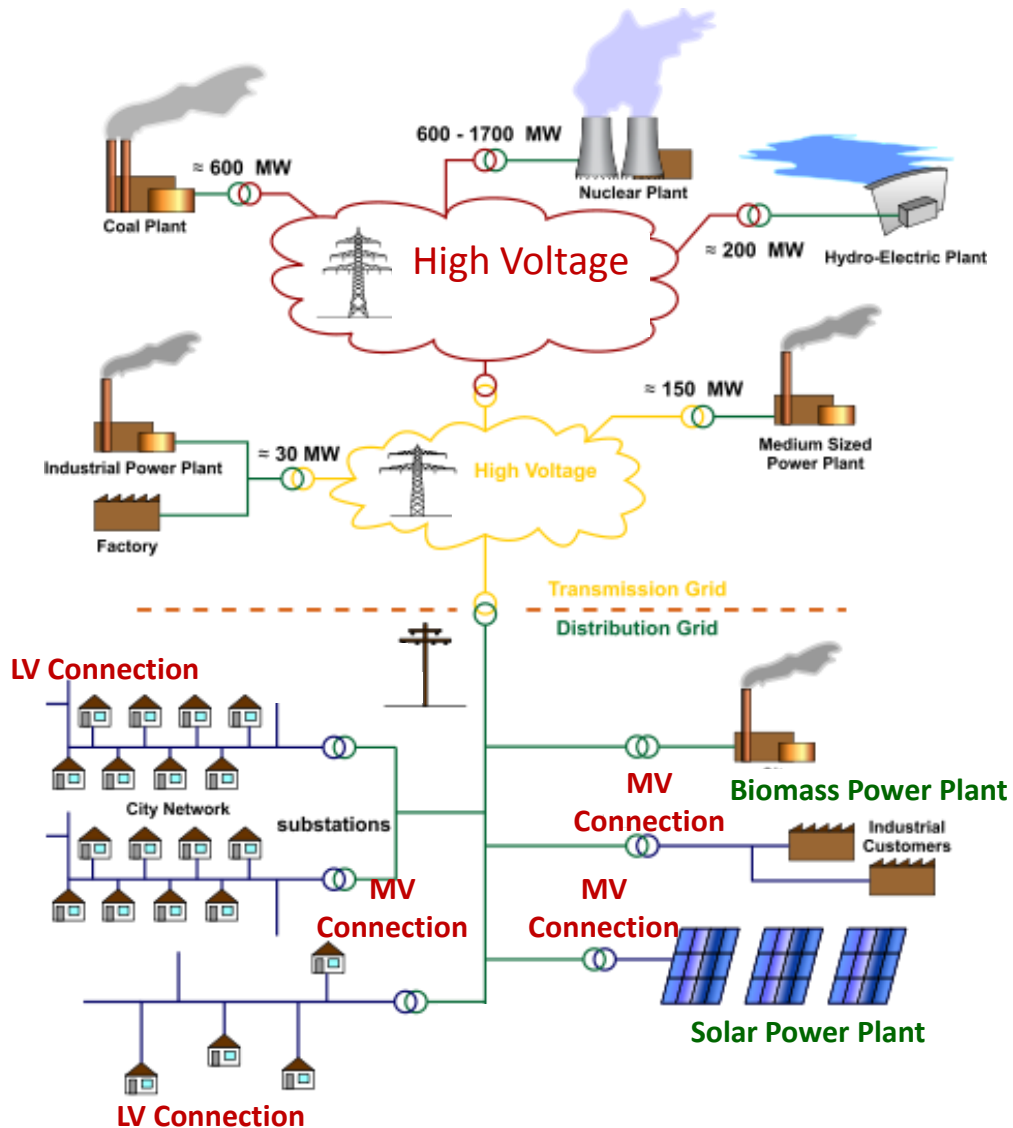 600 - 1700 MW
≈ 600 MW
Nuclear Plant
Coal Plant
High Voltage
≈ 200 MW
Hydro-Electric Plant
≈ 150 MW
Industrial Power Plant
≈ 30 MW
High Voltage
Medium Sized
Power Plant
Factory
Transmission Grid
Distribution Grid
LV Connection
MV
Connection
Biomass Power Plant
City Network
substations
Industrial
Customers
MV
Connection
MV
Connection
Solar Power Plant
LV Connection